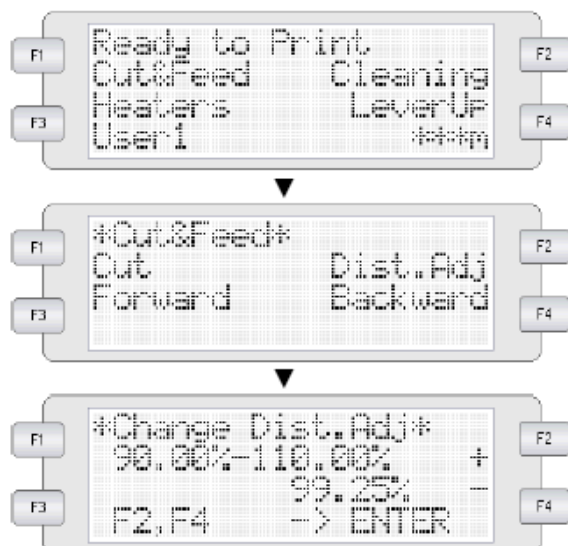 Ready to Print
F1 Cut&Feed Cleaning F2
Heaters LeverUP
F3 User1 ***m F4
▼
*Cut&Feed*
F1 Cut Dist.Adj F2
F3 Forward Backward F4
▼
*Change Dist.Adj*
F1 90.00%-110.00% + F2
99.25% -
F3 F2,F4 -> ENTER F4